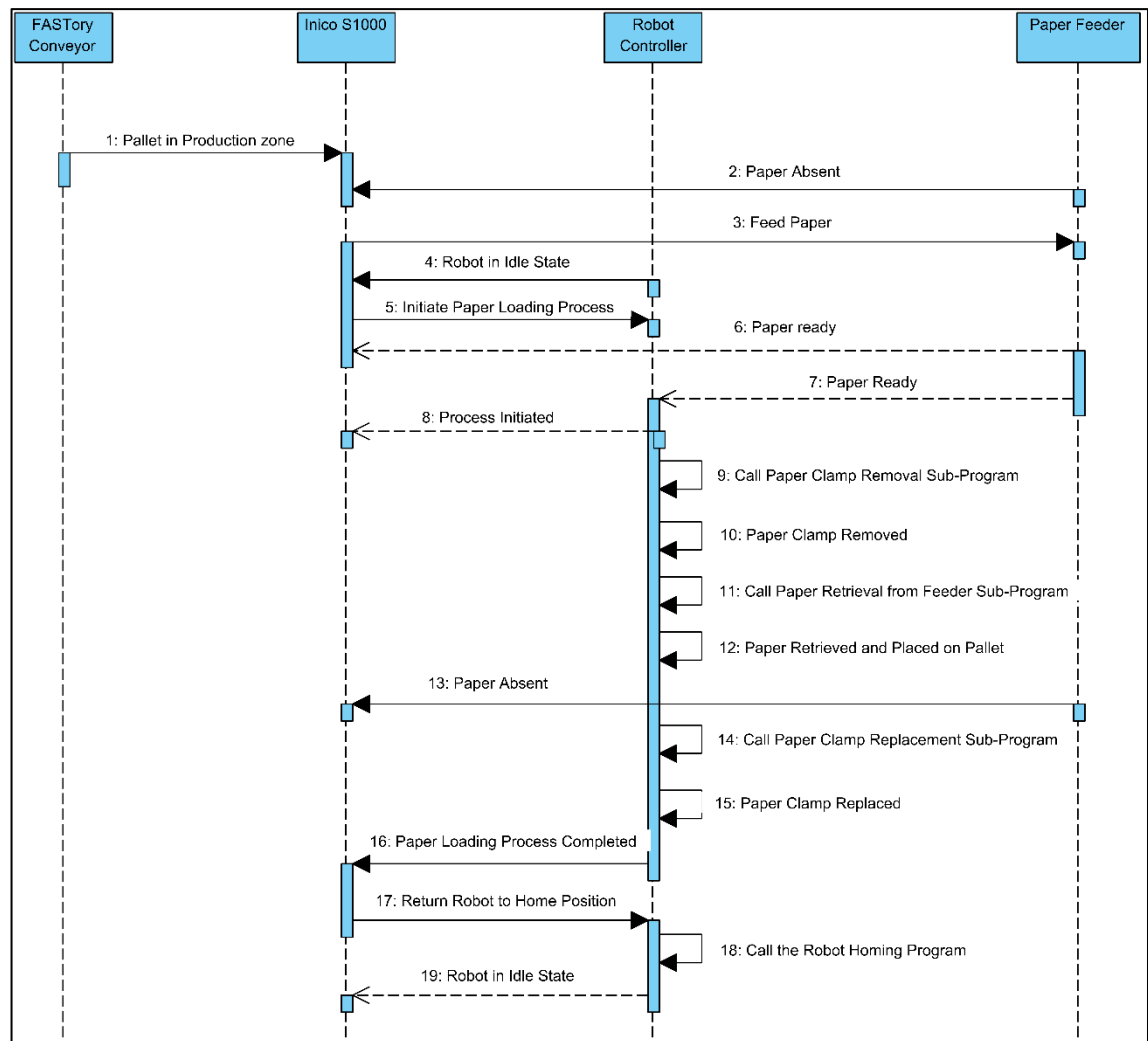 FASTory
Conveyor
Inico S1000
Robot
Controller
Paper Feeder
1: Pallet in Production zone
2: Paper Absent
3: Feed Paper
4: Robot in Idle State
5: Initiate Paper Loading Process
6: Paper ready
7: Paper Ready
8: Process Initiated
9: Call Paper Clamp Removal Sub-Program
10: Paper Clamp Removed
11: Call Paper Retrieval from Feeder Sub-Program
12: Paper Retrieved and Placed on Pallet
13: Paper Absent
14: Call Paper Clamp Replacement Sub-Program
15: Paper Clamp Replaced
16: Paper Loading Process Completed
17: Return Robot to Home Position
18: Call the Robot Homing Program
19: Robot in Idle State